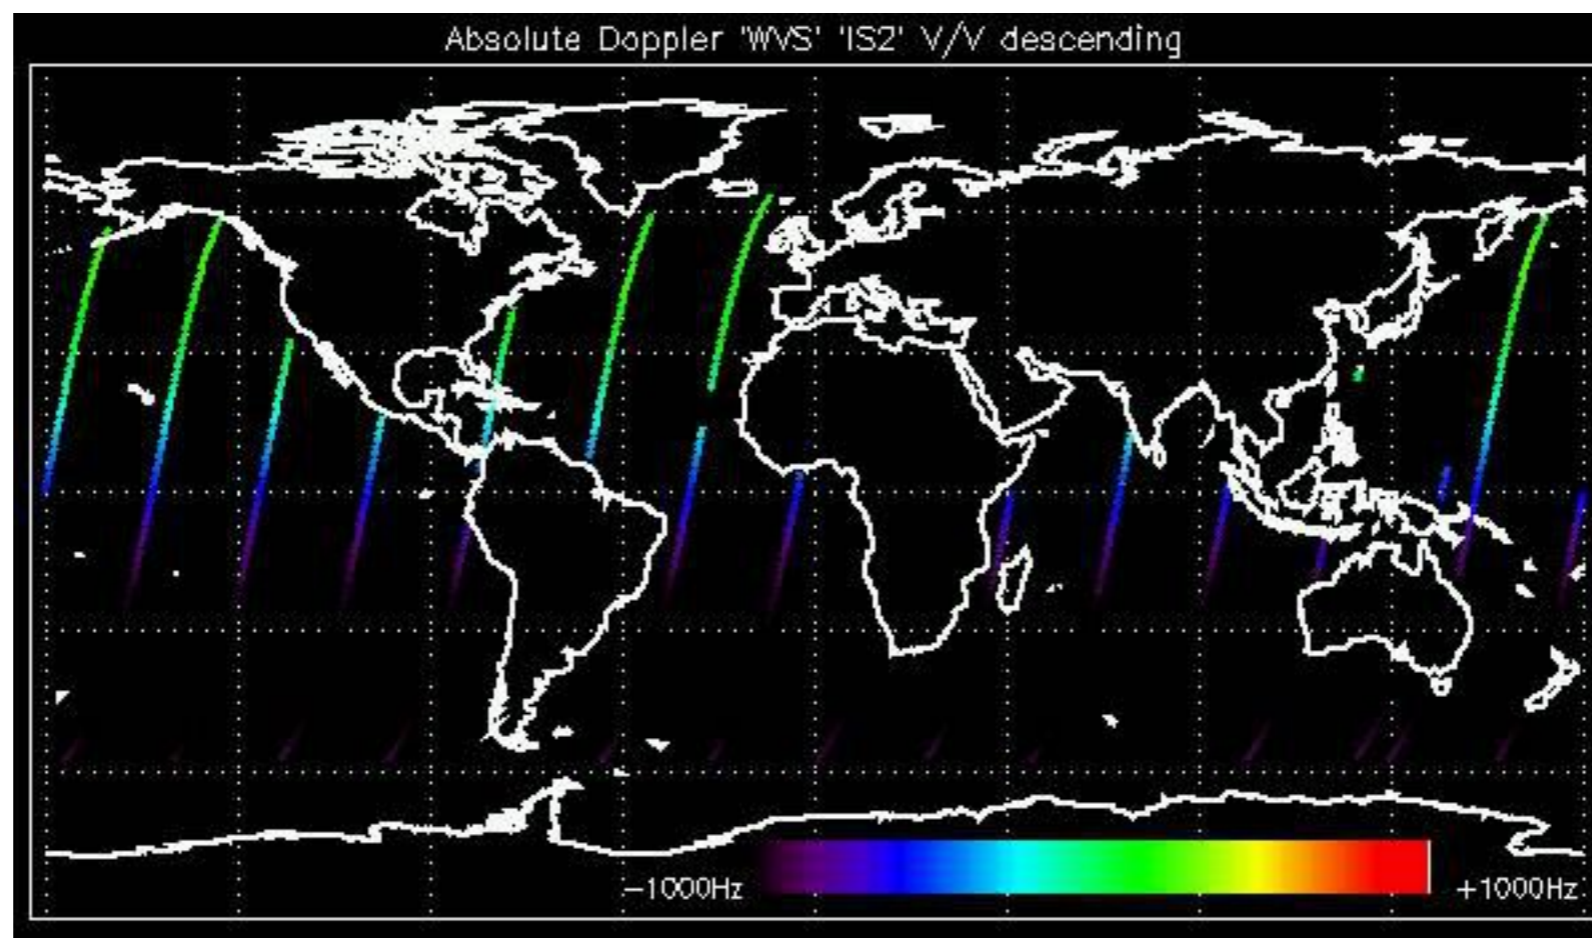 Absolute Doppler 'WVS' 'IS2' V/V descending
−1000Hz +1000Hz